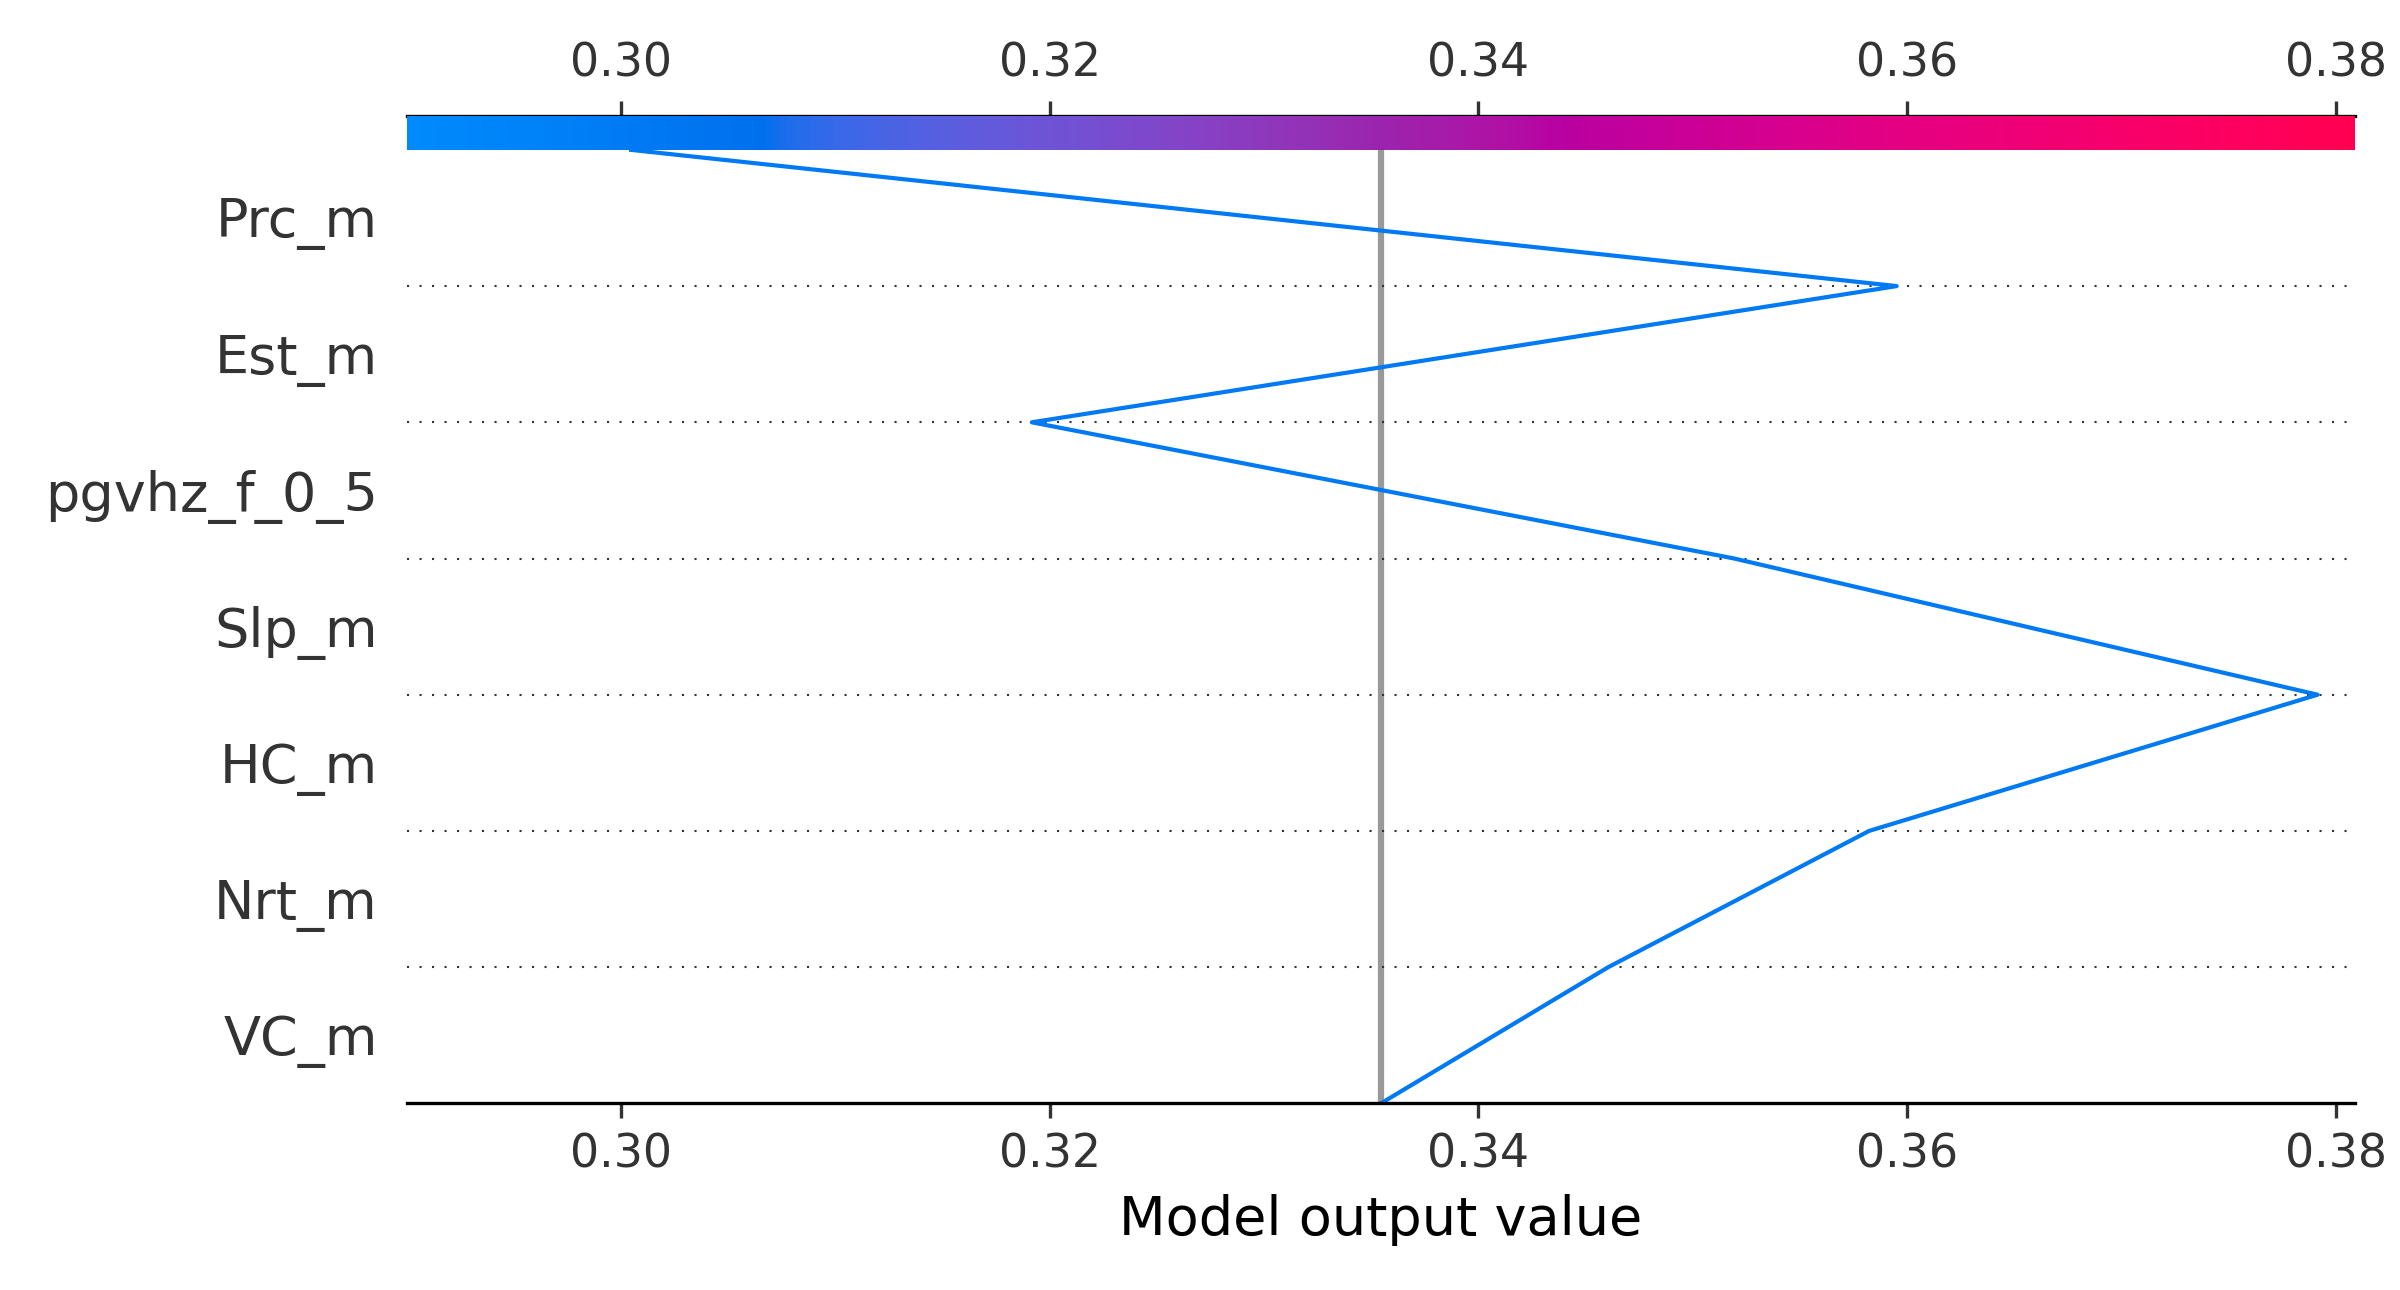 0.30 0.32 0.34 0.36 0.38
Prc_m
Est_m
pgvhz_f_0_5
Slp_m
HC_m
Nrt_m
VC_m
0.30 0.32 0.34 0.36 0.38
Model output value